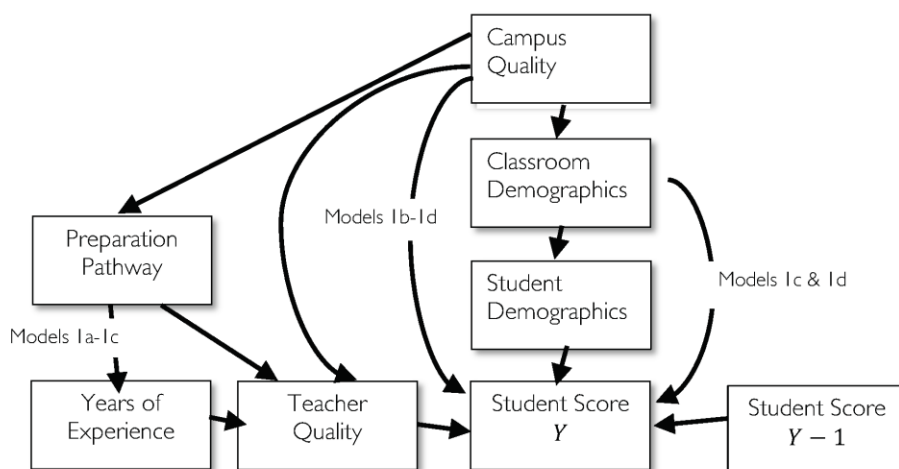 Campus
Quality
Classroom
Demographics
Models 1b-1d
Preparation
Pathway
Student
Demographics
Models 1c & 1d
Models 1a-1c
Years of
Experience
Teacher
Quality
Student Score
Y
Student Score
Y − 1